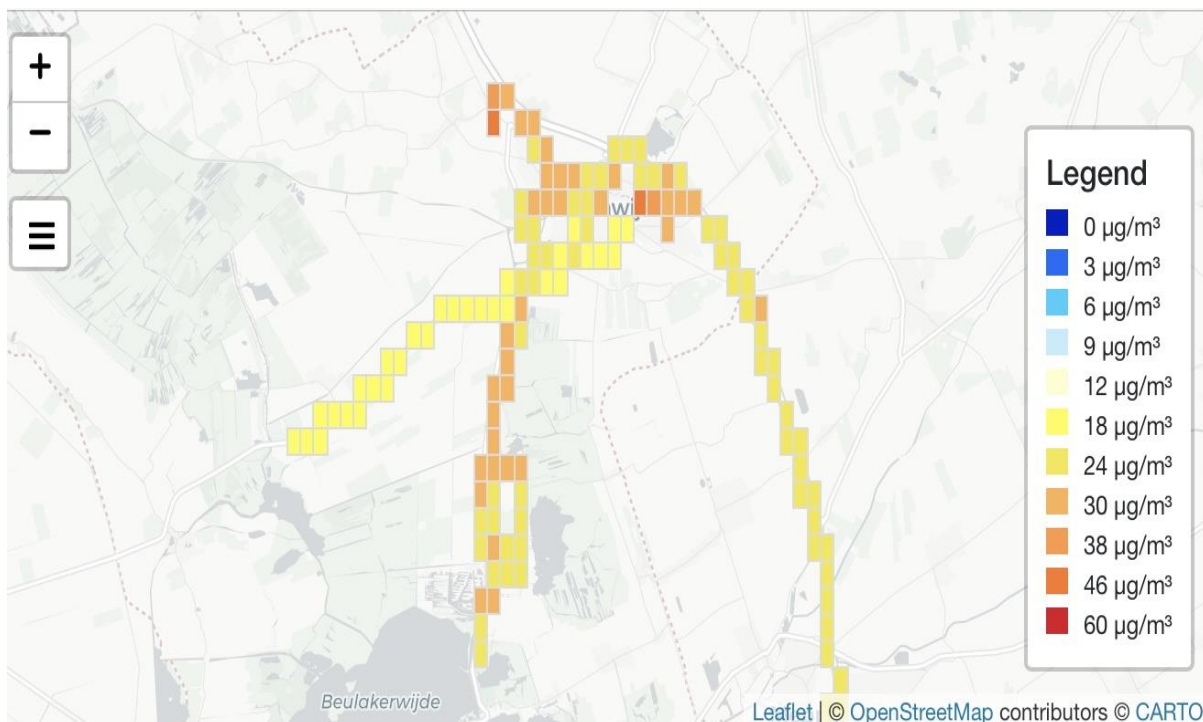 +
−
☰
Legend
0 µg/m³
3 µg/m³
6 µg/m³
9 µg/m³
12 µg/m³
18 µg/m³
24 µg/m³
30 µg/m³
38 µg/m³
46 µg/m³
60 µg/m³
Beulakerwijde
Leaflet | © OpenStreetMap contributors © CARTO